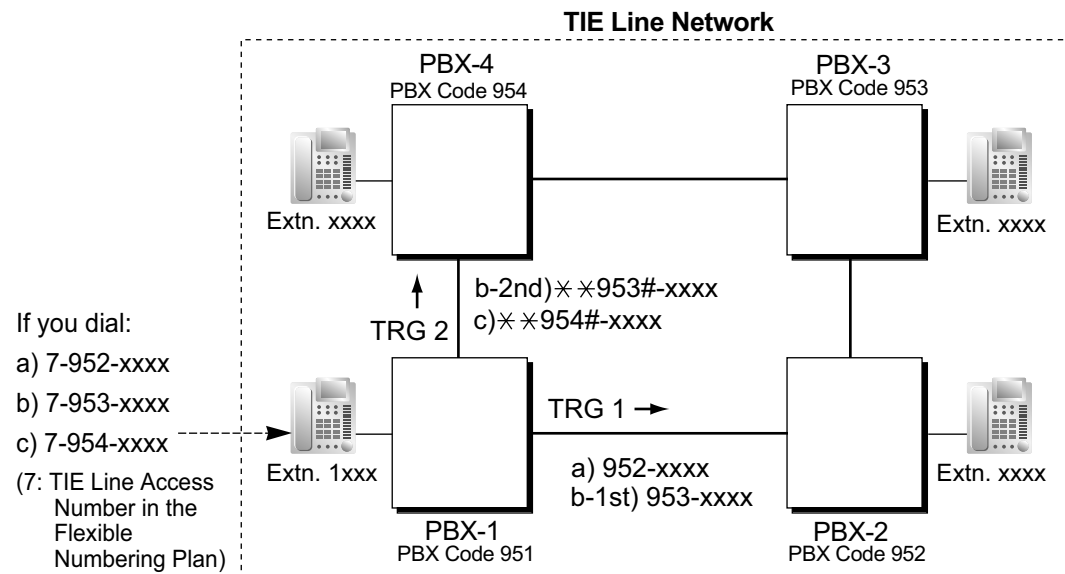 TIE Line Network
PBX-4
PBX Code 954
PBX-3
PBX Code 953
Extn. xxxx
Extn. xxxx
b-2nd)✳✳953#-xxxx
c)✳✳954#-xxxx
TRG 2
If you dial:
a) 7-952-xxxx
b) 7-953-xxxx
c) 7-954-xxxx
(7: TIE Line Access
Number in the
Flexible
Numbering Plan)
Extn. 1xxx
TRG 1
a) 952-xxxx
b-1st) 953-xxxx
Extn. xxxx
PBX-1
PBX Code 951
PBX-2
PBX Code 952